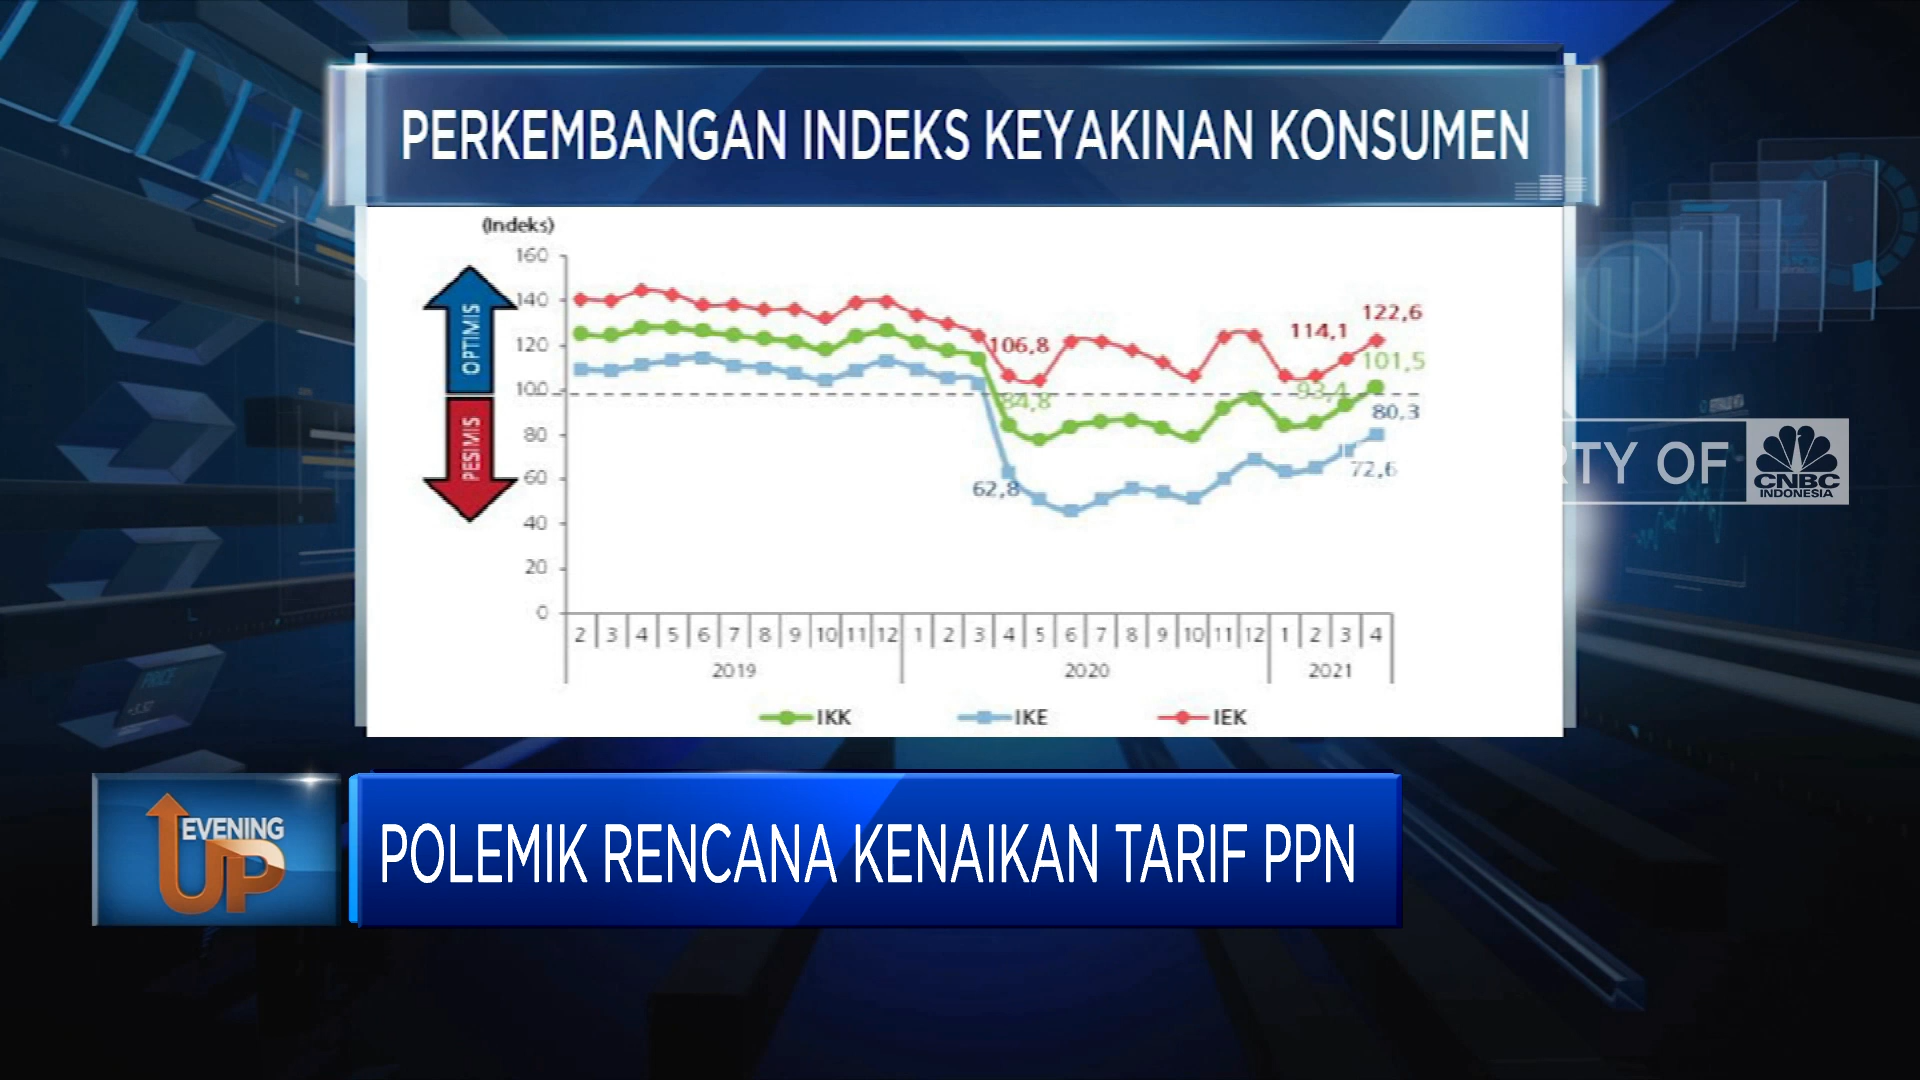 PERKEMBANGAN INDEKS KEYAKINAN KONSUMEN
(Indeks)
160
140
120
100
80
60
40
20
0
OPTIMIS
PESIMIS
106,8
114,1
122,6
101,5
84,8
93,4
80,3
62,8
72,6
2 3 4 5 6 7 8 9 10 11 12 1 2 3 4 5 6 7 8 9 10 11 12 1 2 3 4
2019 2020 2021
IKK IKE IEK
RTY OF
CNBC
INDONESIA
PRICE
EVENING
UP
POLEMIK RENCANA KENAIKAN TARIF PPN